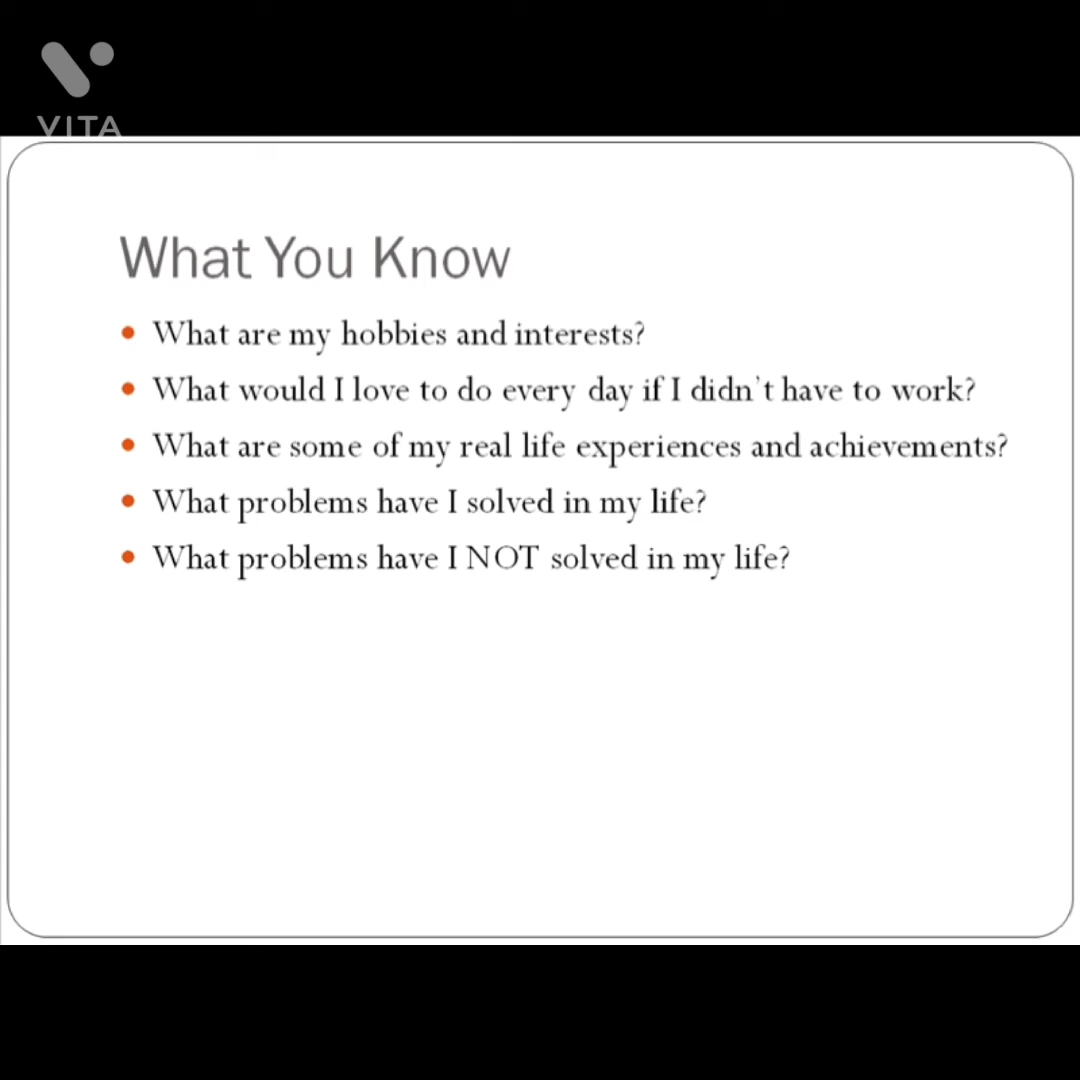 VITA
What You Know
What are my hobbies and interests?
What would I love to do every day if I didn't have to work?
What are some of my real life experiences and achievements?
What problems have I solved in my life?
What problems have I NOT solved in my life?